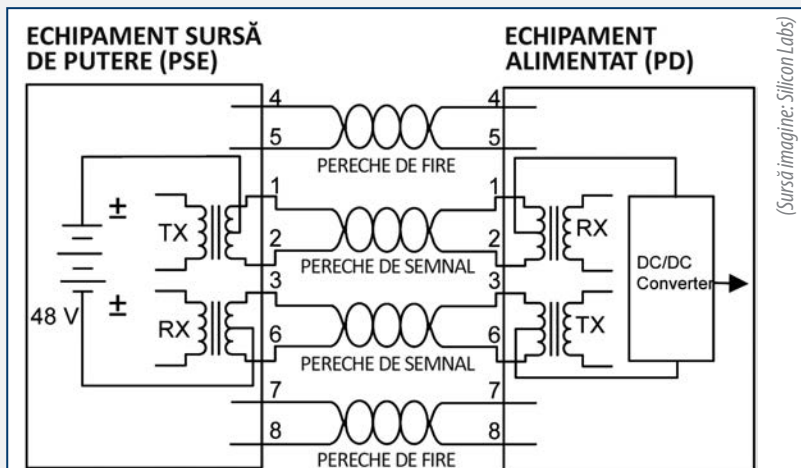 ECHIPAMENT SURSĂ
DE PUTERE (PSE)
ECHIPAMENT
ALIMENTAT (PD)
(Sursă imagine: Silicon Labs)
4
4
5
5
PERECHE DE FIRE
1
1
±
TX
RX
2
2
PERECHE DE SEMNAL
DC/DC
Converter
3
3
±
48 V
RX
TX
6
6
PERECHE DE SEMNAL
7
7
8
8
PERECHE DE FIRE